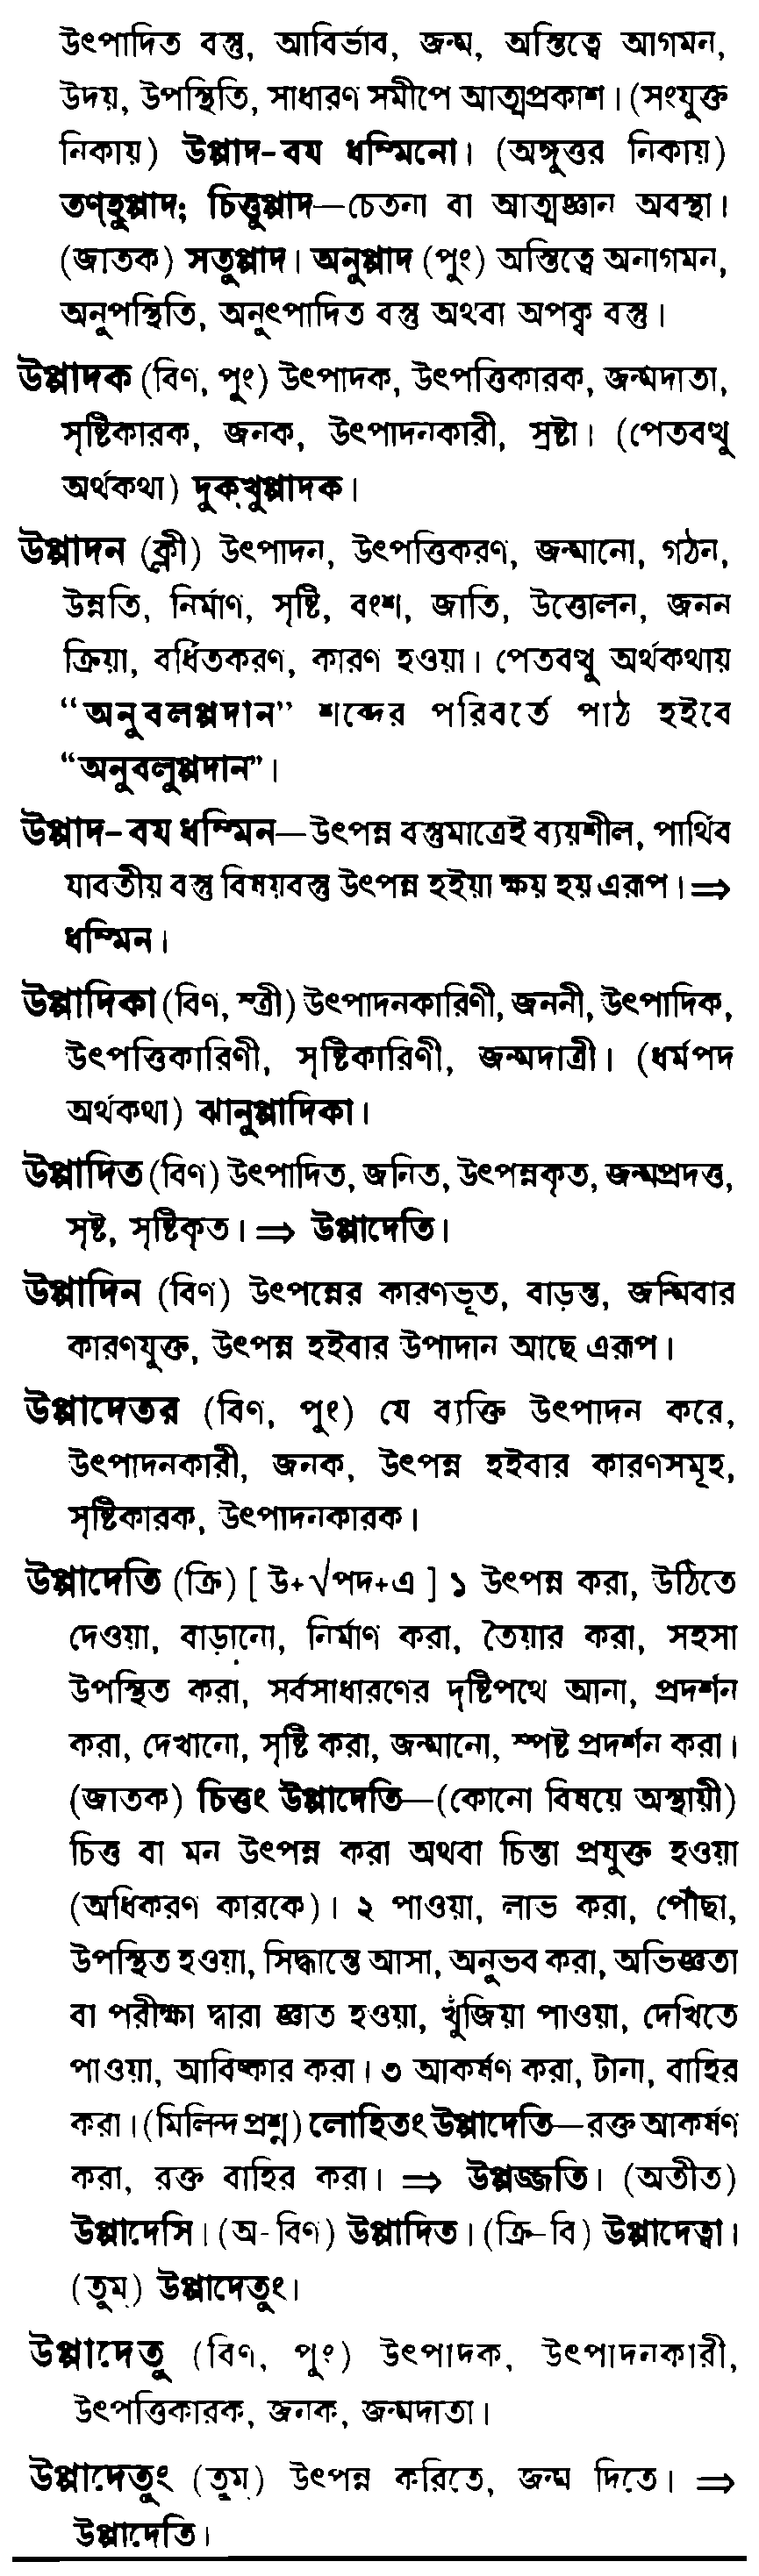 উৎপাদিত বস্তু, আবির্ভাব, জন্ম, অস্তিত্বে আগমন,
উদয়, উপস্থিতি, সাধারণ সমীপে আত্মপ্রকাশ। (সংযুক্ত
নিকায়) উপ্পাদ-বয ধম্মিনো। (অঙ্গুত্তর নিকায়)
তণ্হুপ্পাদ; চিত্তুপ্পাদ—চেতনা বা আত্মজ্ঞান অবস্থা।
(জাতক) সতুপ্পাদ। অনুপ্পাদ (পুং) অস্তিত্বে অনাগমন,
অনুপস্থিতি, অনুৎপাদিত বস্তু অথবা অপক্ব বস্তু।
উপ্পাদক (বিণ, পুং) উৎপাদক, উৎপত্তিকারক, জন্মদাতা,
সৃষ্টিকারক, জনক, উৎপাদনকারী, স্রষ্টা। (পেতবত্থু
অর্থকথা) দুক্খুপ্পাদক।
উপ্পাদন (ক্লী) উৎপাদন, উৎপত্তিকরণ, জন্মানো, গঠন,
উন্নতি, নির্মাণ, সৃষ্টি, বংশ, জাতি, উত্তোলন, জনন
ক্রিয়া, বর্ধিতকরণ, কারণ হওয়া। পেতবত্থু অর্থকথায়
“অনুবলপ্পদান” শব্দের পরিবর্তে পাঠ হইবে
“অনুবলুপ্পদান”।
উপ্পাদ-বয ধম্মিন—উৎপন্ন বস্তুমাত্রেই ব্যয়শীল, পার্থিব
যাবতীয় বস্তু বিষয়বস্তু উৎপন্ন হইয়া ক্ষয় হয় এরূপ। ⇒
ধম্মিন।
উপ্পাদিকা (বিণ, স্ত্রী) উৎপাদনকারিণী, জননী, উৎপাদিক,
উৎপত্তিকারিণী, সৃষ্টিকারিণী, জন্মদাত্রী। (ধর্মপদ
অর্থকথা) ঝানুপ্পাদিকা।
উপ্পাদিত (বিণ) উৎপাদিত, জনিত, উৎপন্নকৃত, জন্মপ্রদত্ত,
সৃষ্ট, সৃষ্টিকৃত। ⇒ উপ্পাদেতি।
উপ্পাদিন (বিণ) উৎপন্নের কারণভূত, বাড়ন্ত, জন্মিবার
কারণযুক্ত, উৎপন্ন হইবার উপাদান আছে এরূপ।
উপ্পাদেতর (বিণ, পুং) যে ব্যক্তি উৎপাদন করে,
উৎপাদনকারী, জনক, উৎপন্ন হইবার কারণসমূহ,
সৃষ্টিকারক, উৎপাদনকারক।
উপ্পাদেতি (ক্রি) [ উ+√পদ+এ ] ১ উৎপন্ন করা, উঠিতে
দেওয়া, বাড়ানো, নির্মাণ করা, তৈয়ার করা, সহসা
উপস্থিত করা, সর্বসাধারণের দৃষ্টিপথে আনা, প্রদর্শন
করা, দেখানো, সৃষ্টি করা, জন্মানো, স্পষ্ট প্রদর্শন করা।
(জাতক) চিত্তং উপ্পাদেতি—(কোনো বিষয়ে অস্থায়ী)
চিত্ত বা মন উৎপন্ন করা অথবা চিন্তা প্রযুক্ত হওয়া
(অধিকরণ কারকে)। ২ পাওয়া, লাভ করা, পৌঁছা,
উপস্থিত হওয়া, সিদ্ধান্তে আসা, অনুভব করা, অভিজ্ঞতা
বা পরীক্ষা দ্বারা জ্ঞাত হওয়া, খুঁজিয়া পাওয়া, দেখিতে
পাওয়া, আবিষ্কার করা। ৩ আকর্ষণ করা, টানা, বাহির
করা। (মিলিন্দ প্রশ্ন) লোহিতং উপ্পাদেতি—রক্ত আকর্ষণ
করা, রক্ত বাহির করা। ⇒ উপ্পজ্জতি। (অতীত)
উপ্পাদেসি। (অ-বিণ) উপ্পাদিত। (ক্রি-বি) উপ্পাদেত্বা।
(তুম্) উপ্পাদেতুং।
উপ্পাদেতু (বিণ, পুং) উৎপাদক, উৎপাদনকারী,
উৎপত্তিকারক, জনক, জন্মদাতা।
উপ্পাদেতুং (তুম্) উৎপন্ন করিতে, জন্ম দিতে। ⇒
উপ্পাদেতি।